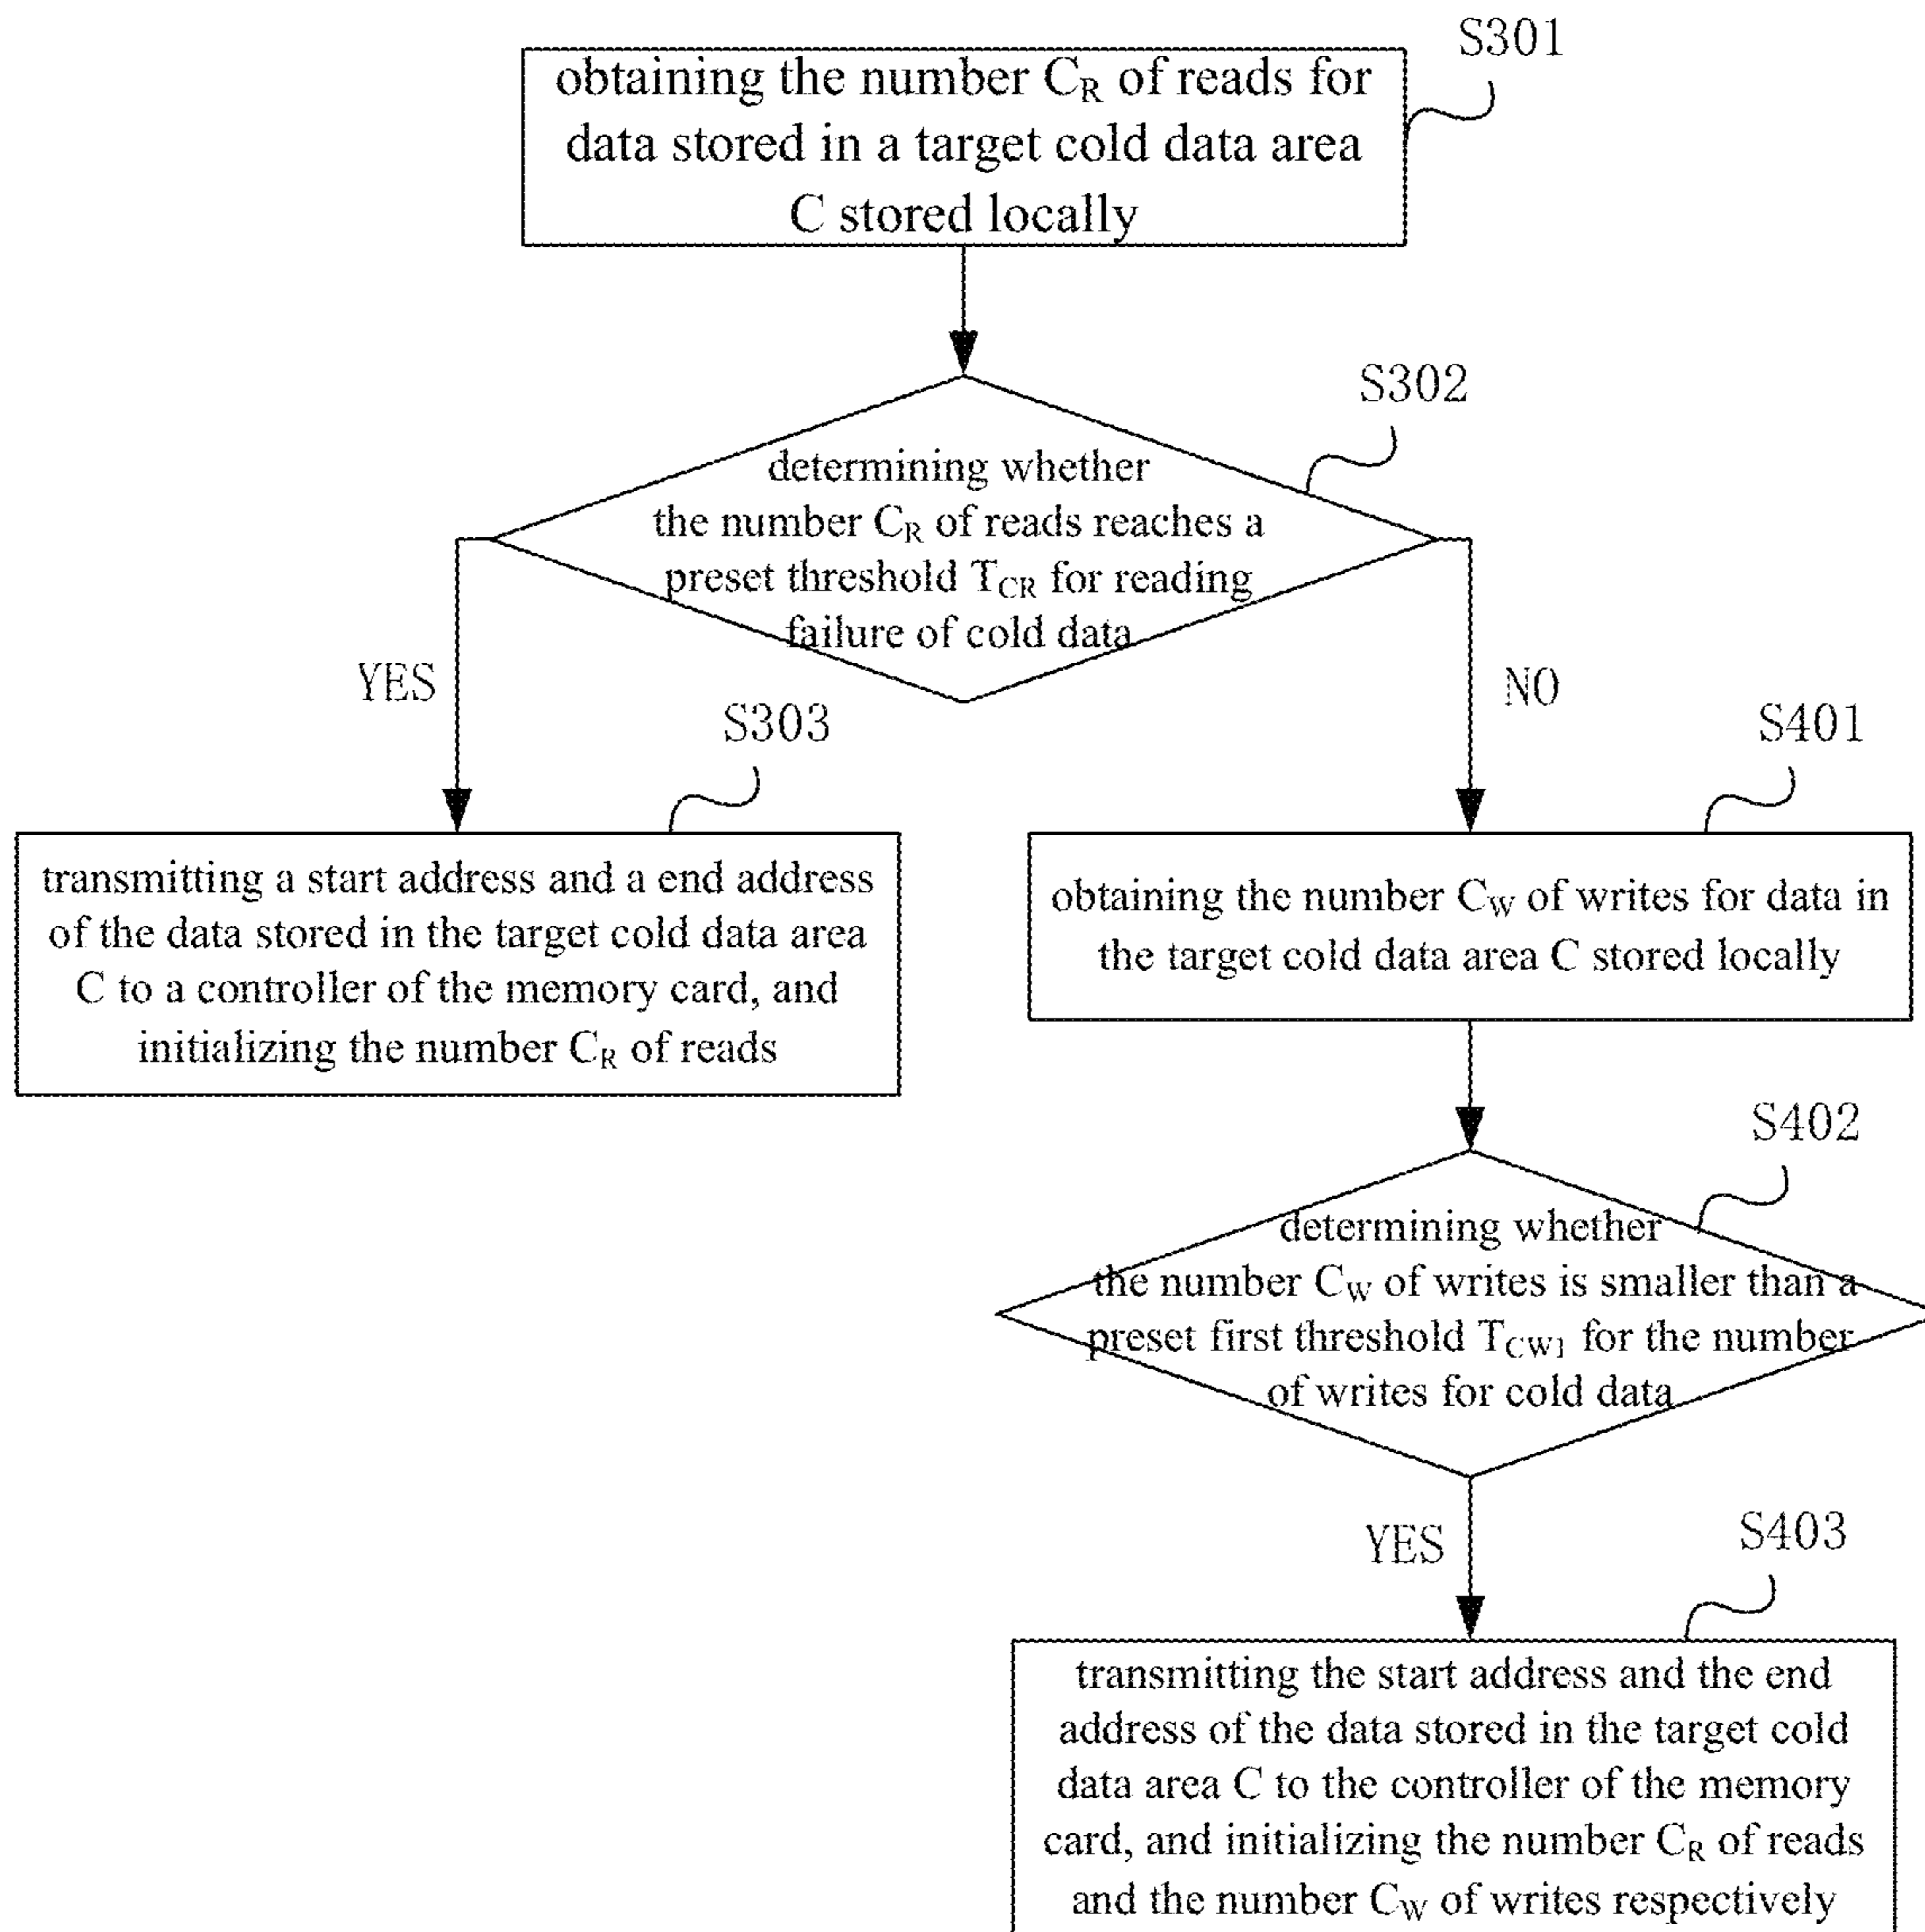 S301
obtaining the number CR of reads for
data stored in a target cold data area
C stored locally
S302
determining whether
the number CR of reads reaches a
preset threshold TCR for reading
failure of cold data
YES
NO
S303
S401
transmitting a start address and a end address
of the data stored in the target cold data area
C to a controller of the memory card, and
initializing the number CR of reads
obtaining the number CW of writes for data in
the target cold data area C stored locally
S402
determining whether
the number CW of writes is smaller than a
preset first threshold TCW1 for the number
of writes for cold data
YES
S403
transmitting the start address and the end
address of the data stored in the target cold
data area C to the controller of the memory
card, and initializing the number CR of reads
and the number CW of writes respectively